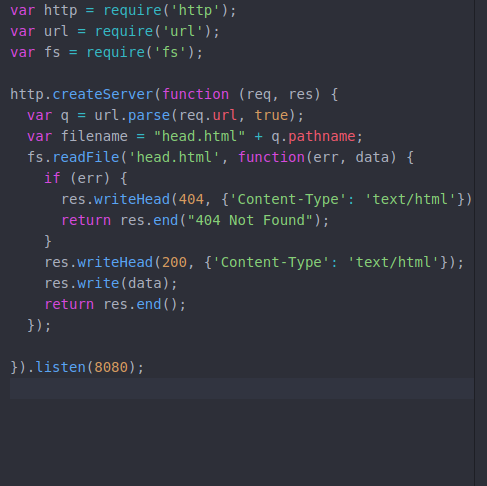 var http = require('http');
var url = require('url');
var fs = require('fs');
http.createServer(function (req, res) {
  var q = url.parse(req.url, true);
  var filename = "head.html" + q.pathname;
  fs.readFile('head.html', function(err, data) {
    if (err) {
      res.writeHead(404, {'Content-Type': 'text/html'})
      return res.end("404 Not Found");
    }
    res.writeHead(200, {'Content-Type': 'text/html'});
    res.write(data);
    return res.end();
  });
}).listen(8080);